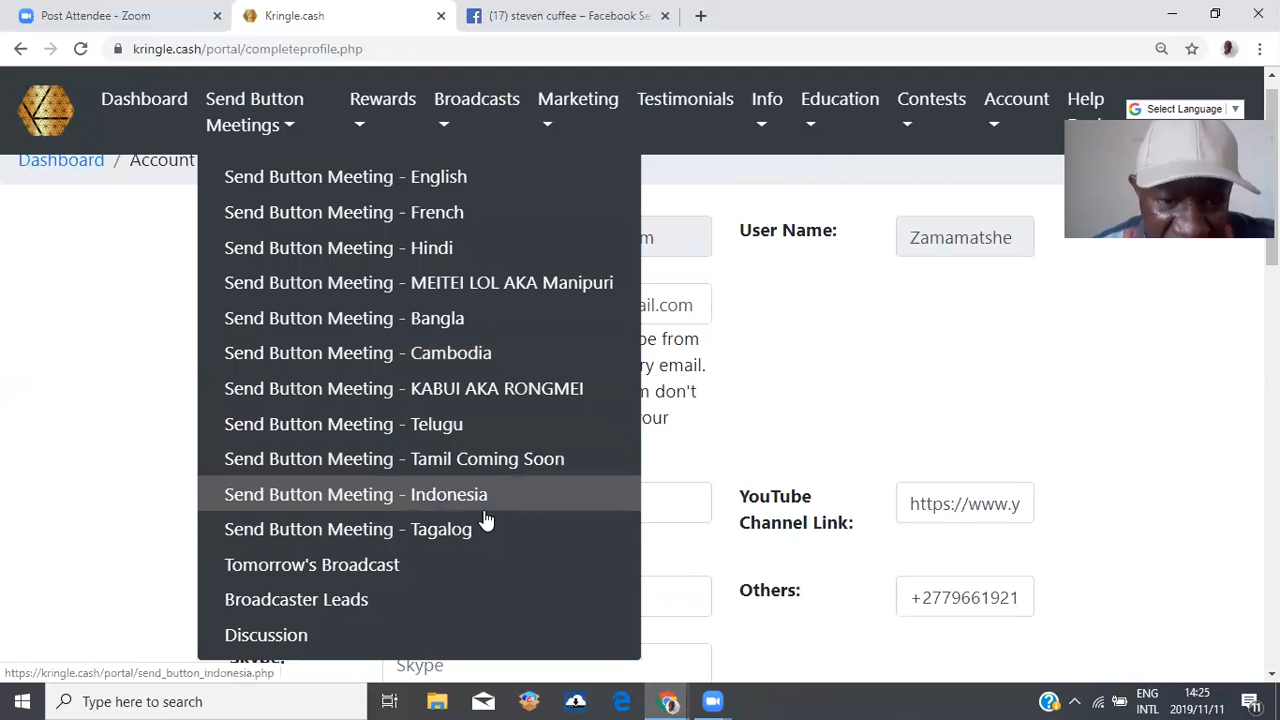 Post Attendee - Zoom
Kringle.cash
(17) steven cuffee – Facebook Se
kringle.cash/portal/completeprofile.php
Dashboard
Send Button Meetings
Rewards
Broadcasts
Marketing
Testimonials
Info
Education
Contests
Account
Help
Select Language
Dashboard / Account
Send Button Meeting - English
Send Button Meeting - French
Send Button Meeting - Hindi
Send Button Meeting - MEITEI LOL AKA Manipuri
Send Button Meeting - Bangla
Send Button Meeting - Cambodia
Send Button Meeting - KABUI AKA RONGMEI
Send Button Meeting - Telugu
Send Button Meeting - Tamil Coming Soon
Send Button Meeting - Indonesia
Send Button Meeting - Tagalog
Tomorrow's Broadcast
Broadcaster Leads
Discussion
m
User Name:
Zamamatshe
ail.com
be from
ry email.
m don't
your
YouTube
Channel Link:
https://www.y
Others:
+2779661921
Skype
https://kringle.cash/portal/send_button_indonesia.php
Type here to search
ENG
INTL
14:25
2019/11/11
11